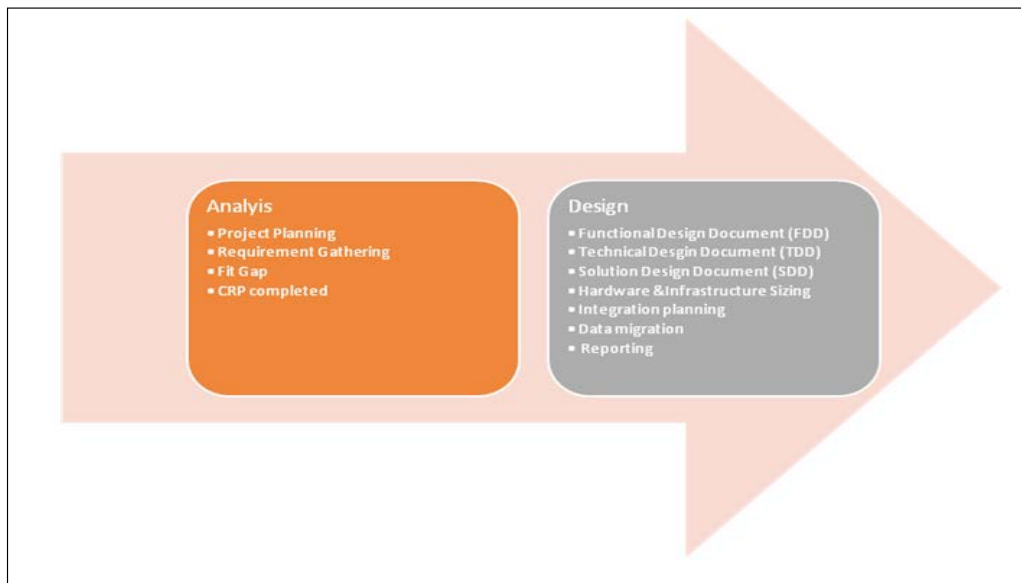 Analyis
▪ Project Planning
▪ Requirement Gathering
▪ Fit Gap
▪ CRP completed
Design
▪ Functional Design Document (FDD)
▪ Technical Desgin Document (TDD)
▪ Solution Design Document (SDD)
▪ Hardware &Infrastructure Sizing
▪ Integration planning
▪ Data migration
▪ Reporting